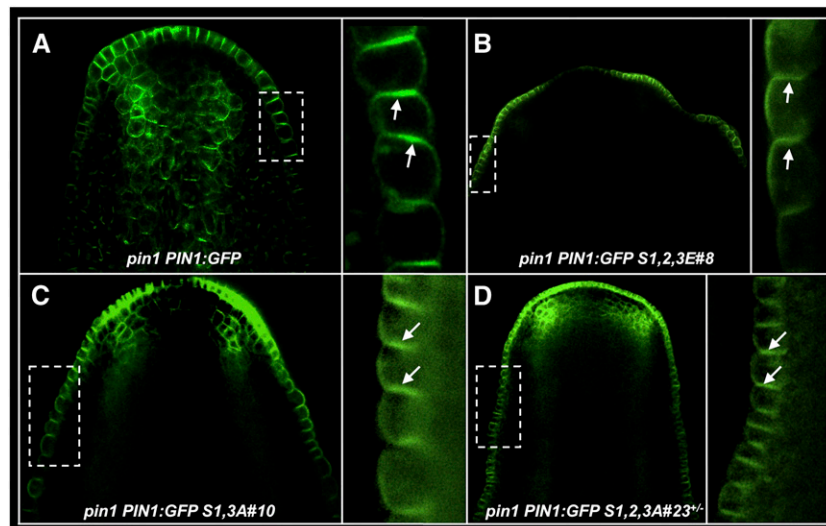 A
pin1 PIN1:GFP
B
pin1 PIN1:GFP S1,2,3E#8
C
pin1 PIN1:GFP S1,3A#10
D
pin1 PIN1:GFP S1,2,3A#23+/-